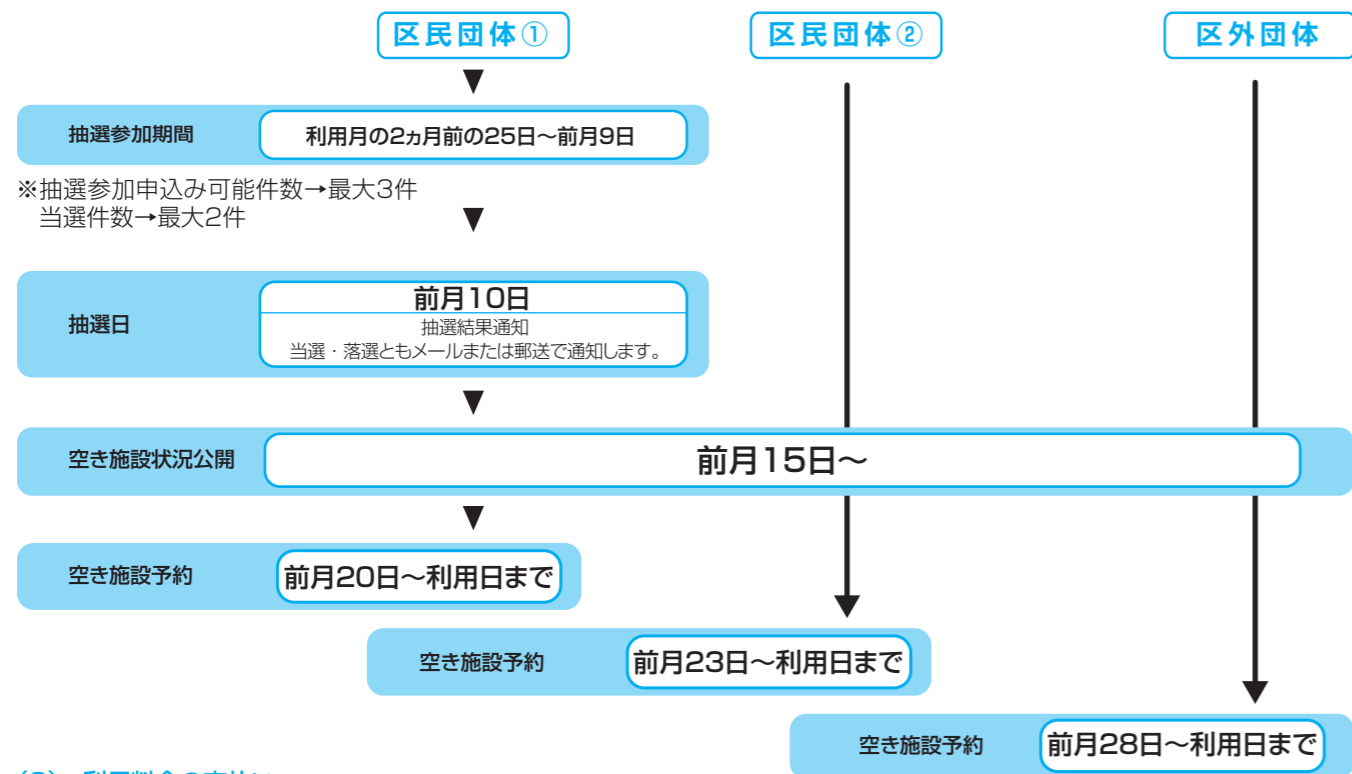 区民団体①
区民団体②
区外団体
抽選参加期間
利用月の2ヵ月前の25日〜前月9日
※抽選参加申込み可能件数→最大3件
当選件数→最大2件
抽選日
前月10日
抽選結果通知
当選・落選ともメールまたは郵送で通知します。
空き施設状況公開
前月15日〜
空き施設予約
前月20日〜利用日まで
空き施設予約
前月23日〜利用日まで
空き施設予約
前月28日〜利用日まで